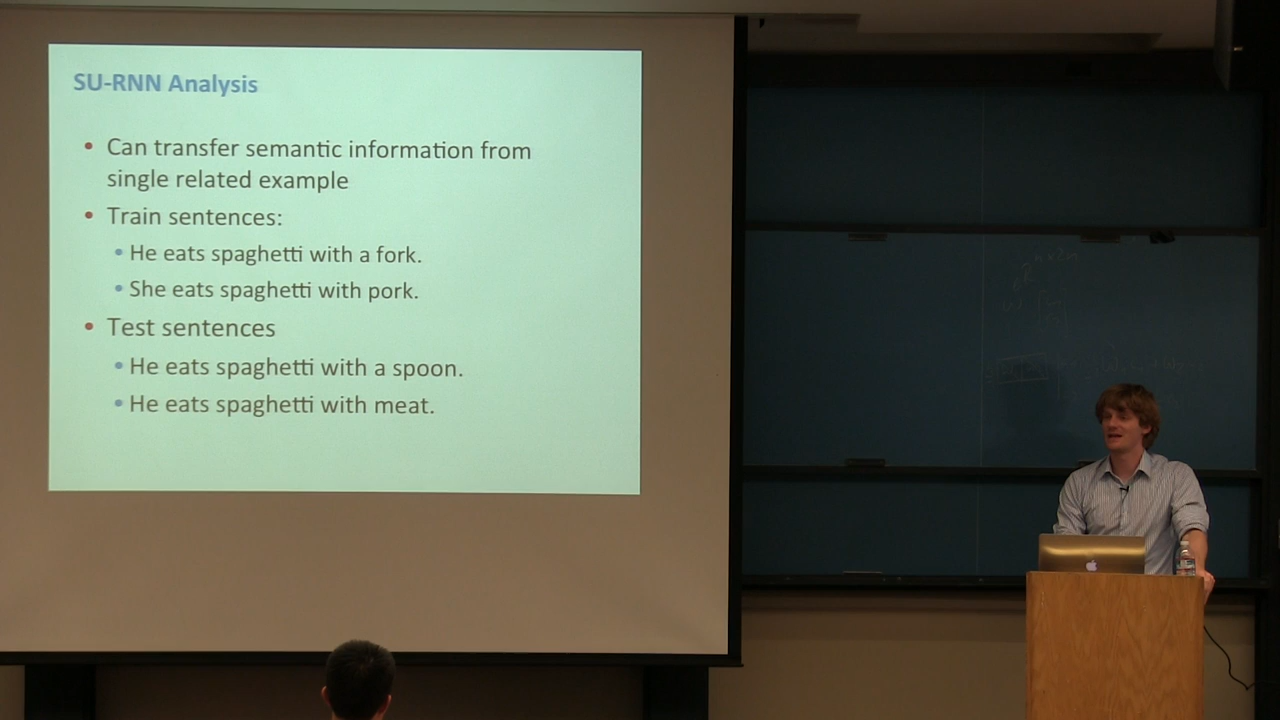 SU-RNN Analysis
• Can transfer semantic information from
single related example
• Train sentences:
• He eats spaghetti with a fork.
• She eats spaghetti with pork.
• Test sentences
• He eats spaghetti with a spoon.
• He eats spaghetti with meat.